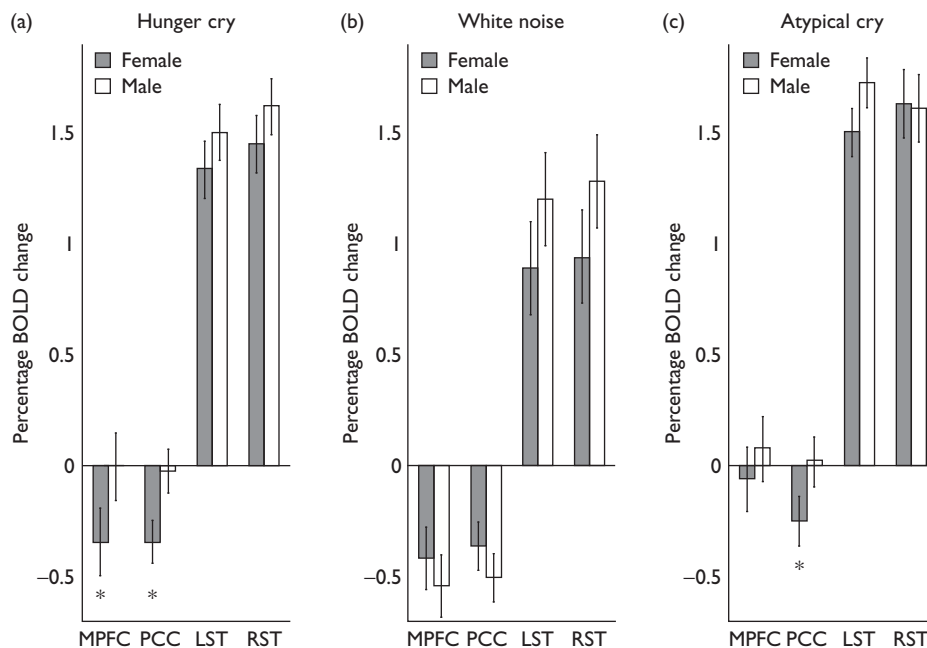 (a) Hunger cry
Female
Male
Percentage BOLD change
1.5
1
0.5
0
–0.5
*
*
MPFC PCC LST RST
(b) White noise
Female
Male
Percentage BOLD change
1.5
1
0.5
0
–0.5
MPFC PCC LST RST
(c) Atypical cry
Female
Male
Percentage BOLD change
1.5
1
0.5
0
–0.5
*
MPFC PCC LST RST